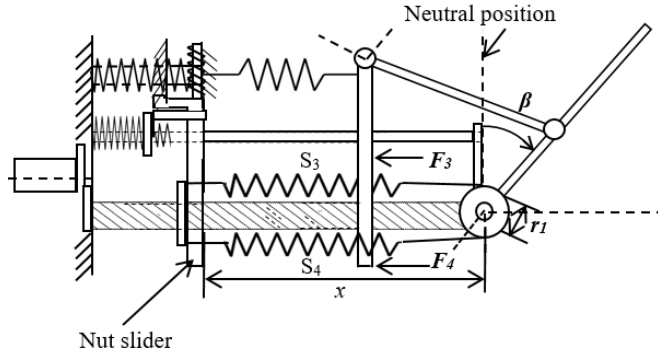 Neutral position
β
S3
F3
r1
F4
S4
x
Nut slider